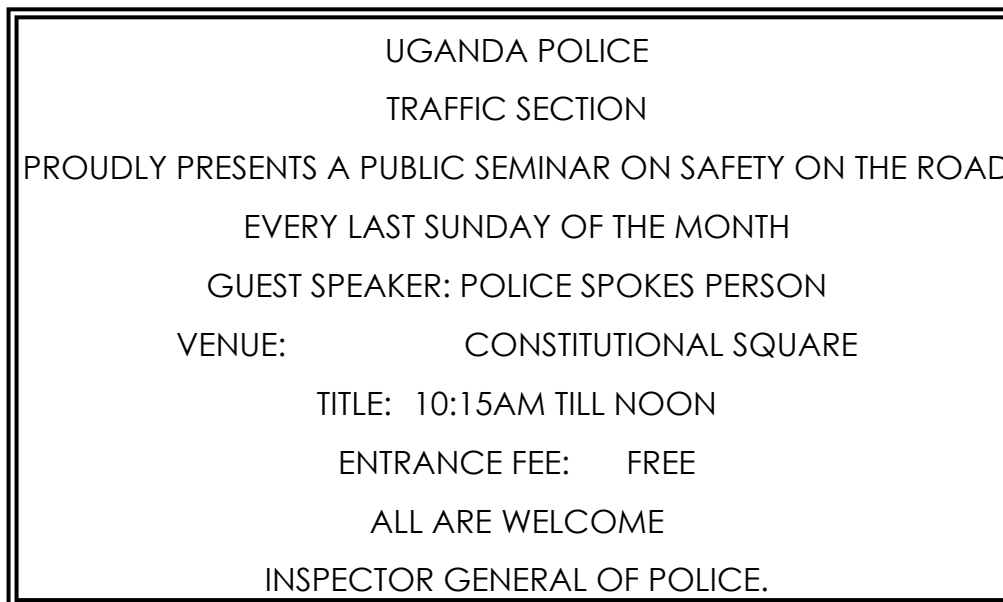 UGANDA POLICE
TRAFFIC SECTION
PROUDLY PRESENTS A PUBLIC SEMINAR ON SAFETY ON THE ROAD
EVERY LAST SUNDAY OF THE MONTH
GUEST SPEAKER: POLICE SPOKES PERSON
VENUE: CONSTITUTIONAL SQUARE
TITLE: 10:15AM TILL NOON
ENTRANCE FEE: FREE
ALL ARE WELCOME
INSPECTOR GENERAL OF POLICE.